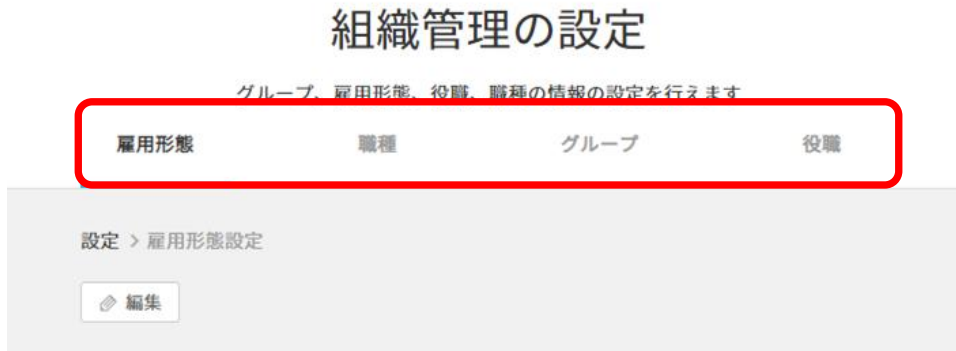 組織管理の設定
グループ、雇用形態、役職、職種の情報の設定を行えます
雇用形態 職種 グループ 役職
設定 > 雇用形態設定
編集